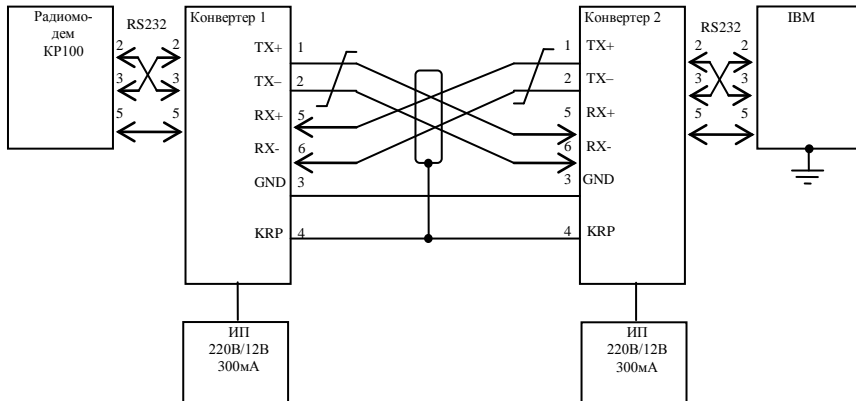 Радиомо-
дем
КР100
RS232
2 2
3 3
5 5
Конвертер 1
TX+ 1
TX– 2
RX+ 5
RX- 6
GND 3
KRP 4
Конвертер 2
1 TX+
2 TX–
5 RX+
6 RX-
3 GND
4 KRP
RS232
2 2
3 3
5 5
IBM
ИП
220В/12В
300мА
ИП
220В/12В
300мА